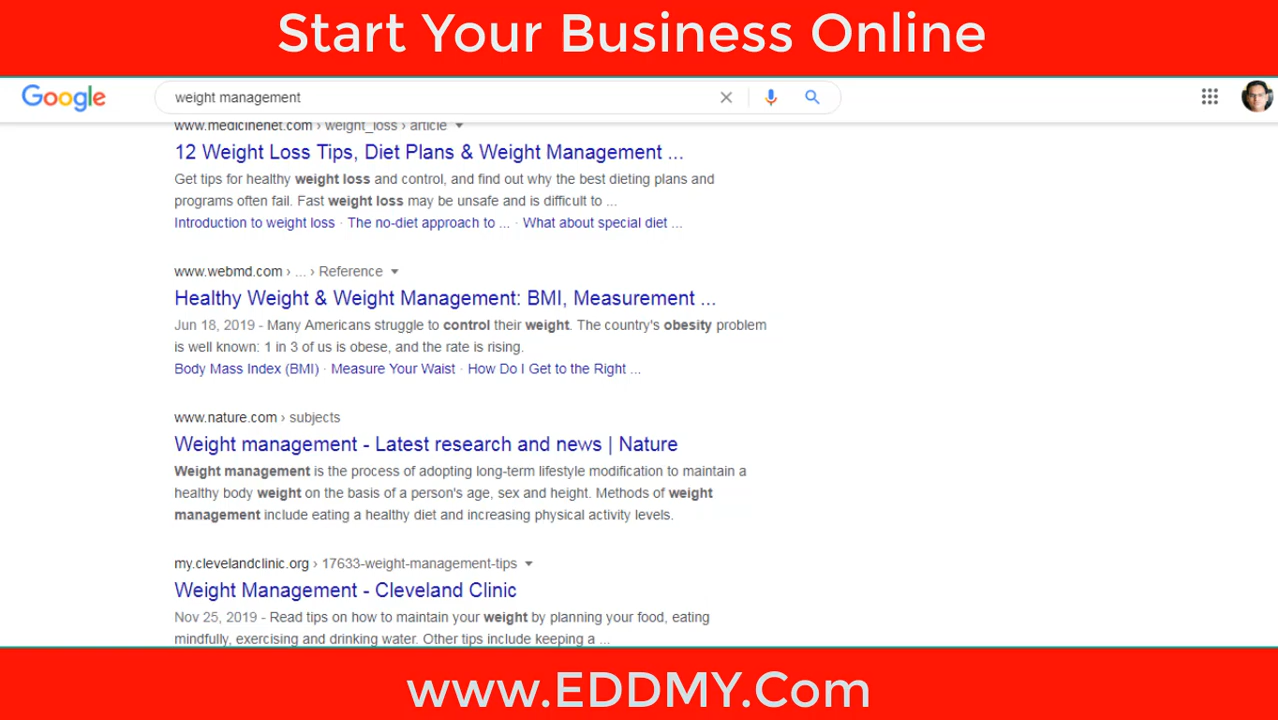 Start Your Business Online
Google
weight management
www.medicinenet.com › weight_loss › article
12 Weight Loss Tips, Diet Plans & Weight Management ...
Get tips for healthy weight loss and control, and find out why the best dieting plans and
programs often fail. Fast weight loss may be unsafe and is difficult to ...
Introduction to weight loss · The no-diet approach to ... · What about special diet ...
www.webmd.com › ... › Reference
Healthy Weight & Weight Management: BMI, Measurement ...
Jun 18, 2019 - Many Americans struggle to control their weight. The country's obesity problem
is well known: 1 in 3 of us is obese, and the rate is rising.
Body Mass Index (BMI) · Measure Your Waist · How Do I Get to the Right ...
www.nature.com › subjects
Weight management - Latest research and news | Nature
Weight management is the process of adopting long-term lifestyle modification to maintain a
healthy body weight on the basis of a person's age, sex and height. Methods of weight
management include eating a healthy diet and increasing physical activity levels.
my.clevelandclinic.org › 17633-weight-management-tips
Weight Management - Cleveland Clinic
Nov 25, 2019 - Read tips on how to maintain your weight by planning your food, eating
mindfully, exercising and drinking water. Other tips include keeping a ...
www.EDDMY.Com